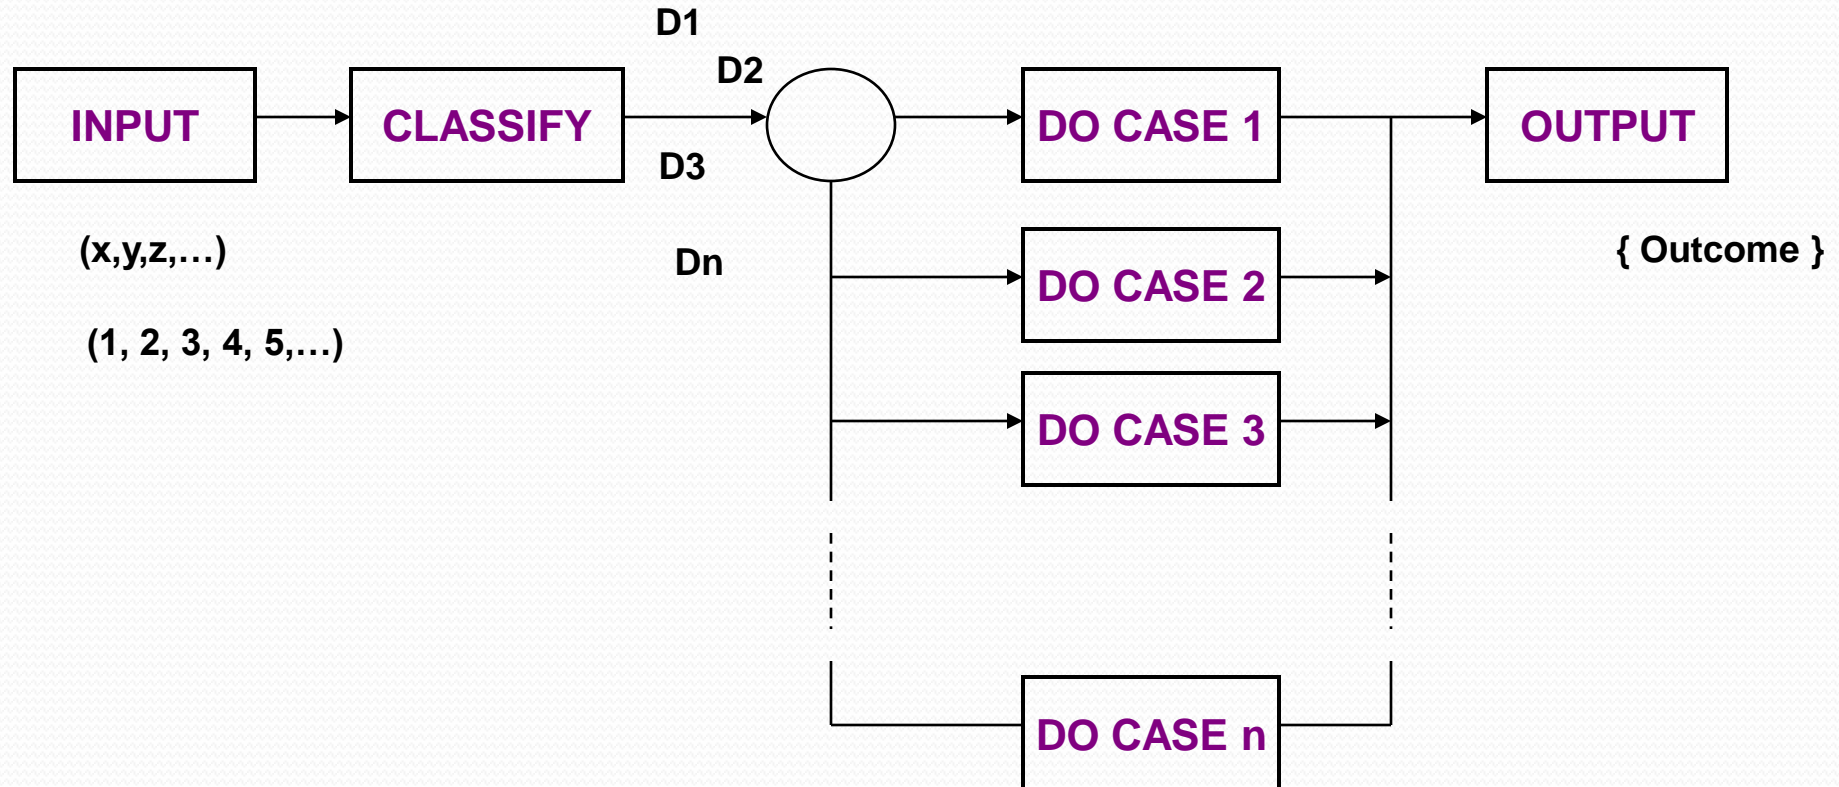 D1
D2
INPUT
CLASSIFY
DO CASE 1
OUTPUT
D3
(x,y,z,…)
Dn
DO CASE 2
{ Outcome }
(1, 2, 3, 4, 5,…)
DO CASE 3
DO CASE n